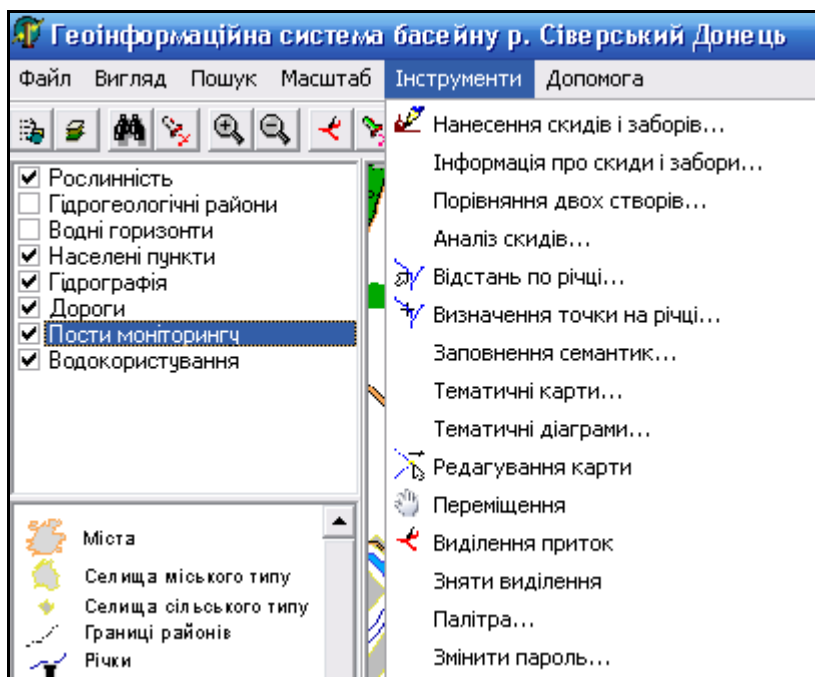 Геоінформаційна система басейну р. Сіверський Донець
Файл Вигляд Пошук Масштаб Інструменти Допомога
Рослинність
Гідрогеологічні райони
Водні горизонти
Населені пункти
Гідрографія
Дороги
Пости моніторингу
Водокористування
Міста
Селища міського типу
Селища сільського типу
Границі районів
Річки
Нанесення скидів і заборів...
Інформація про скиди і забори...
Порівняння двох створів...
Аналіз скидів...
Відстань по річці...
Визначення точки на річці...
Заповнення семантик...
Тематичні карти...
Тематичні діаграми...
Редагування карти
Переміщення
Виділення приток
Зняти виділення
Палітра...
Змінити пароль...